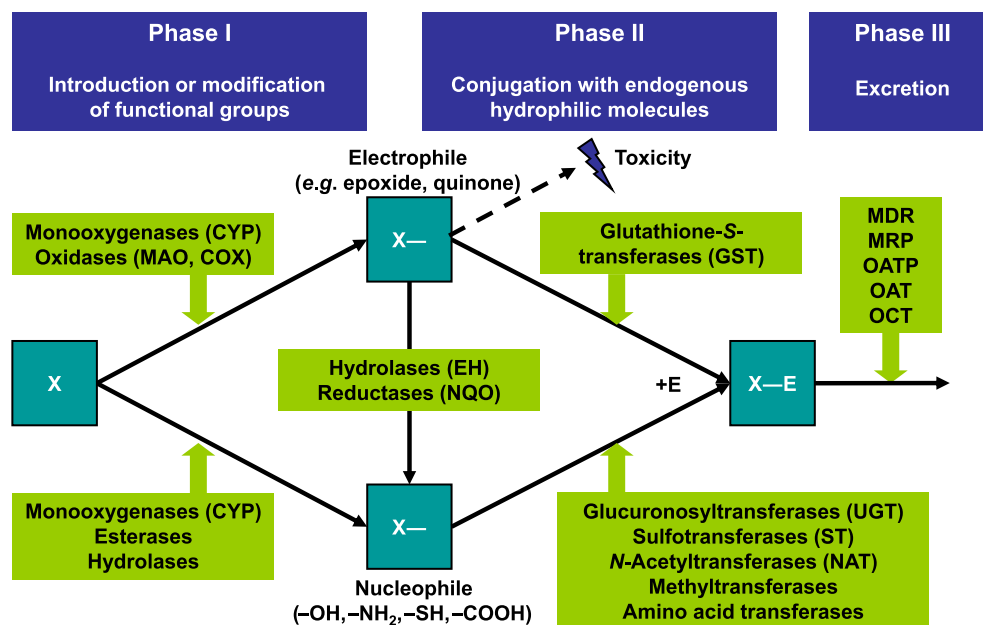 Phase I
Introduction or modification
of functional groups
Phase II
Conjugation with endogenous
hydrophilic molecules
Phase III
Excretion
Electrophile
(e.g. epoxide, quinone)
Toxicity
Monooxygenases (CYP)
Oxidases (MAO, COX)
X—
Glutathione-S-
transferases (GST)
MDR
MRP
OATP
OAT
OCT
X
Hydrolases (EH)
Reductases (NQO)
+E
X—E
Monooxygenases (CYP)
Esterases
Hydrolases
X—
Glucuronosyltransferases (UGT)
Sulfotransferases (ST)
N-Acetyltransferases (NAT)
Methyltransferases
Amino acid transferases
Nucleophile
(–OH,–NH₂,–SH,–COOH)